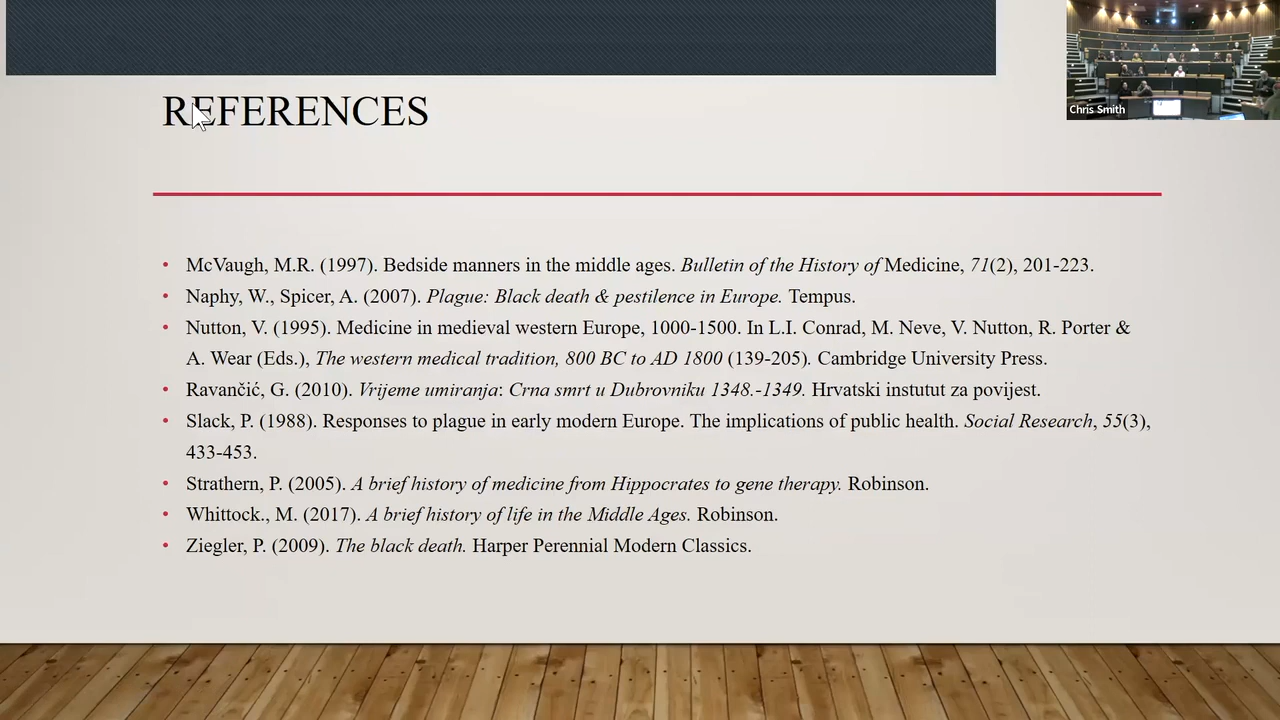 Chris Smith
REFERENCES
• McVaugh, M.R. (1997). Bedside manners in the middle ages. Bulletin of the History of Medicine, 71(2), 201-223.
• Naphy, W., Spicer, A. (2007). Plague: Black death & pestilence in Europe. Tempus.
• Nutton, V. (1995). Medicine in medieval western Europe, 1000-1500. In L.I. Conrad, M. Neve, V. Nutton, R. Porter &
A. Wear (Eds.), The western medical tradition, 800 BC to AD 1800 (139-205). Cambridge University Press.
• Ravančić, G. (2010). Vrijeme umiranja: Crna smrt u Dubrovniku 1348.-1349. Hrvatski instutut za povijest.
• Slack, P. (1988). Responses to plague in early modern Europe. The implications of public health. Social Research, 55(3),
433-453.
• Strathern, P. (2005). A brief history of medicine from Hippocrates to gene therapy. Robinson.
• Whittock., M. (2017). A brief history of life in the Middle Ages. Robinson.
• Ziegler, P. (2009). The black death. Harper Perennial Modern Classics.